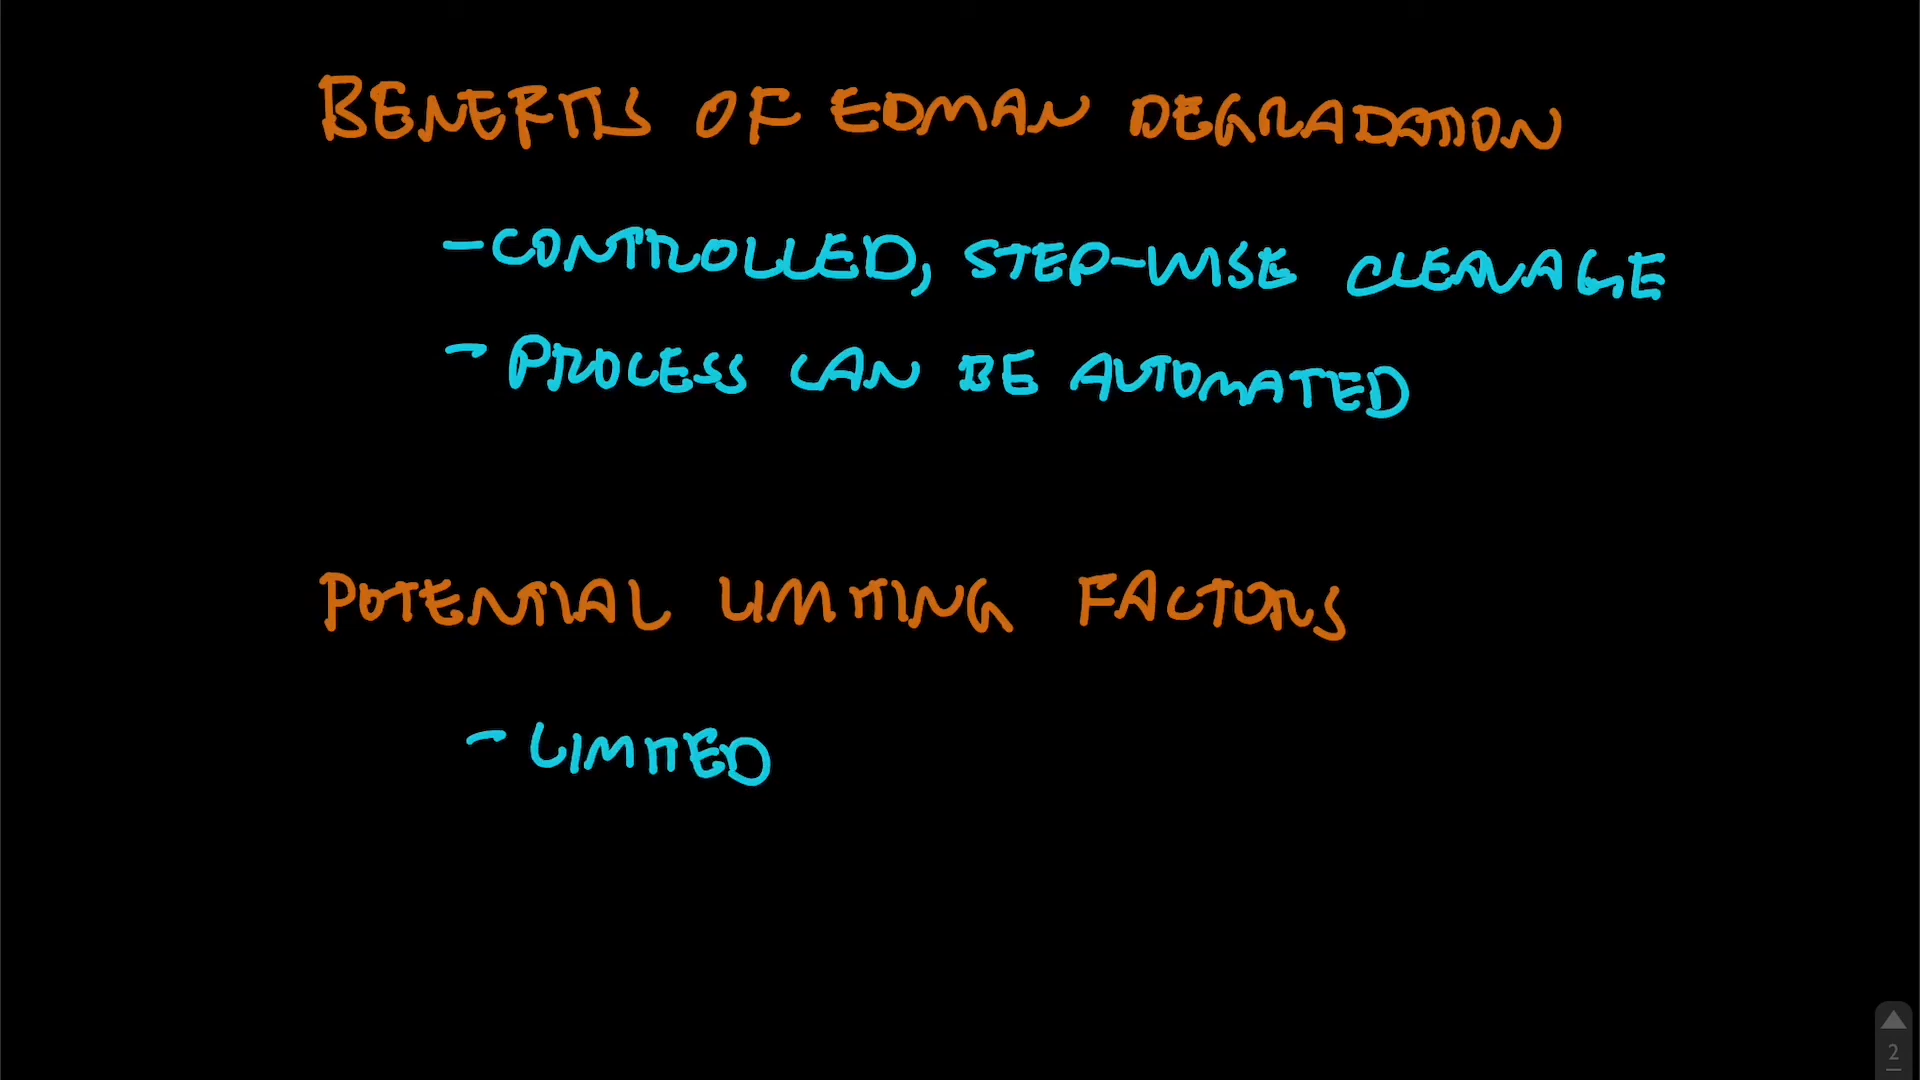 BENEFITS OF EDMAN DEGRADATION
- CONTROLLED, STEP-WISE CLEAVAGE
- PROCESS CAN BE AUTOMATED
POTENTIAL LIMITING FACTORS
- LIMITED
2